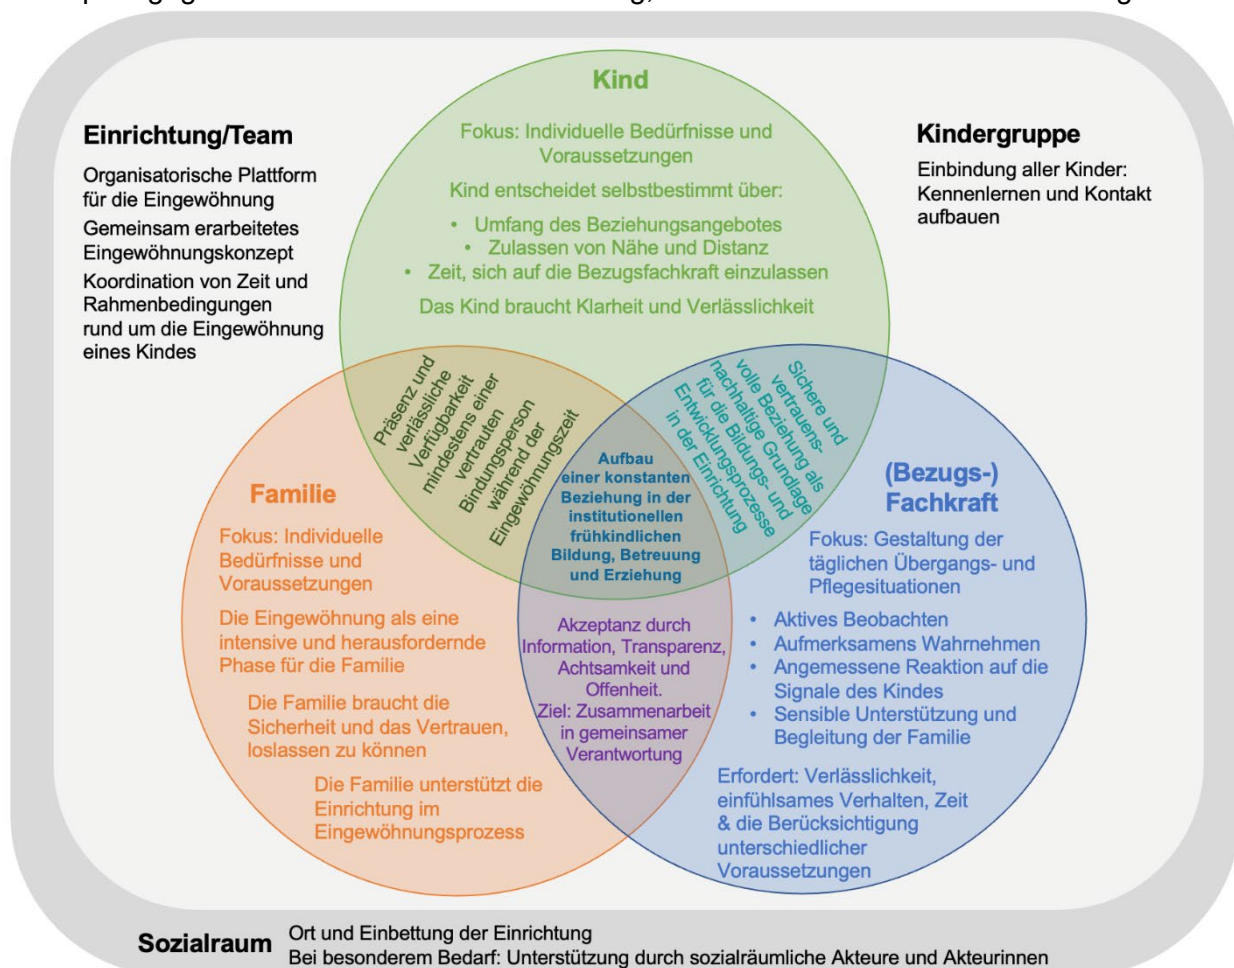 Kind
Fokus: Individuelle Bedürfnisse und
Voraussetzungen
Kind entscheidet selbstbestimmt über:
• Umfang des Beziehungsangebotes
• Zulassen von Nähe und Distanz
• Zeit, sich auf die Bezugsfachkraft einzulassen
Das Kind braucht Klarheit und Verlässlichkeit
Einrichtung/Team
Organisatorische Plattform
für die Eingewöhnung
Gemeinsam erarbeitetes
Eingewöhnungskonzept
Koordination von Zeit und
Rahmenbedingungen
rund um die Eingewöhnung
eines Kindes
Kindergruppe
Einbindung aller Kinder:
Kennenlernen und Kontakt
aufbauen
Präsenz und
verlässliche
Verfügbarkeit
mindestens einer
vertrauten
Bindungsperson
während der
Eingewöhnungszeit
Sichere und
vertrauens-
volle Beziehung als
nachhaltige Grundlage
für die Bildungs- und
Entwicklungsprozesse
in der Einrichtung
Aufbau
einer konstanten
Beziehung in der
institutionellen
frühkindlichen
Bildung, Betreuung
und Erziehung
Familie
Fokus: Individuelle
Bedürfnisse und
Voraussetzungen
Die Eingewöhnung als eine
intensive und herausfordernde
Phase für die Familie
Die Familie braucht die
Sicherheit und das Vertrauen,
loslassen zu können
Die Familie unterstützt die
Einrichtung im
Eingewöhnungsprozess
Akzeptanz durch
Information, Transparenz,
Achtsamkeit und
Offenheit.
Ziel: Zusammenarbeit
in gemeinsamer
Verantwortung
(Bezugs-)
Fachkraft
Fokus: Gestaltung der
täglichen Übergangs- und
Pflegesituationen
• Aktives Beobachten
• Aufmerksamens Wahrnehmen
• Angemessene Reaktion auf die
Signale des Kindes
• Sensible Unterstützung und
Begleitung der Familie
Erfordert: Verlässlichkeit,
einfühlsames Verhalten, Zeit
& die Berücksichtigung
unterschiedlicher
Voraussetzungen
Sozialraum
Ort und Einbettung der Einrichtung
Bei besonderem Bedarf: Unterstützung durch sozialräumliche Akteure und Akteurinnen